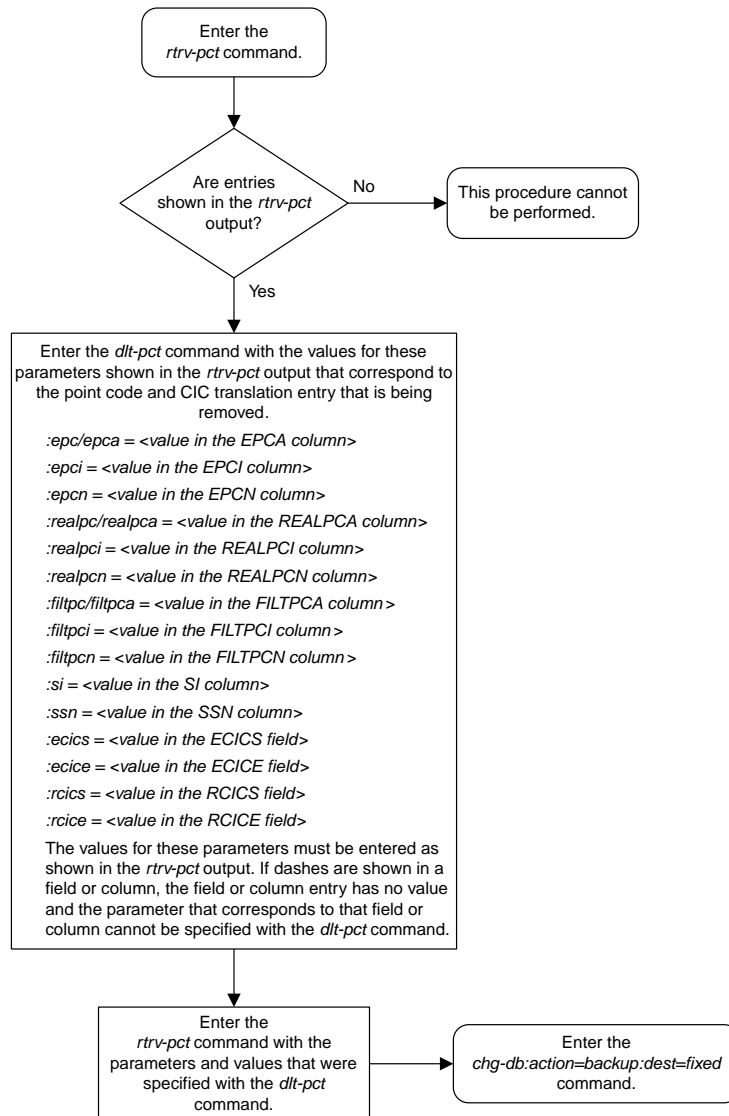 Enter the
rtrv-pct command.
Are entries
shown in the rtrv-pct
output?
No
This procedure cannot
be performed.
Yes
Enter the dlt-pct command with the values for these
parameters shown in the rtrv-pct output that correspond to
the point code and CIC translation entry that is being
removed.
:epc/epca = <value in the EPCA column>
:epci = <value in the EPCI column>
:epcn = <value in the EPCN column>
:realpc/realpca = <value in the REALPCA column>
:realpci = <value in the REALPCI column>
:realpcn = <value in the REALPCN column>
:filtpc/filtpca = <value in the FILTPCA column>
:filtpci = <value in the FILTPCI column>
:filtpcn = <value in the FILTPCN column>
:si = <value in the SI column>
:ssn = <value in the SSN column>
:ecics = <value in the ECICS field>
:ecice = <value in the ECICE field>
:rcics = <value in the RCICS field>
:rcice = <value in the RCICE field>
The values for these parameters must be entered as
shown in the rtrv-pct output. If dashes are shown in a
field or column, the field or column entry has no value
and the parameter that corresponds to that field or
column cannot be specified with the dlt-pct command.
Enter the
rtrv-pct command with the
parameters and values that were
specified with the dlt-pct
command.
Enter the
chg-db:action=backup:dest=fixed
command.